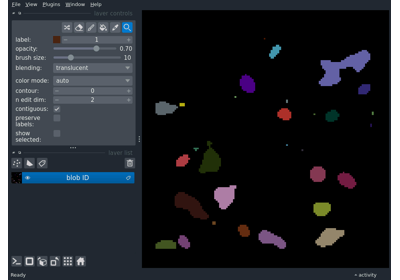 File View Plugins Window Help
layer controls
label: 1
opacity: 0.70
brush size: 10
blending: translucent
color mode: auto
contour: 0
n edit dim: 2
contiguous:
preserve
labels:
show
selected:
layer list
blob ID
Ready
activity